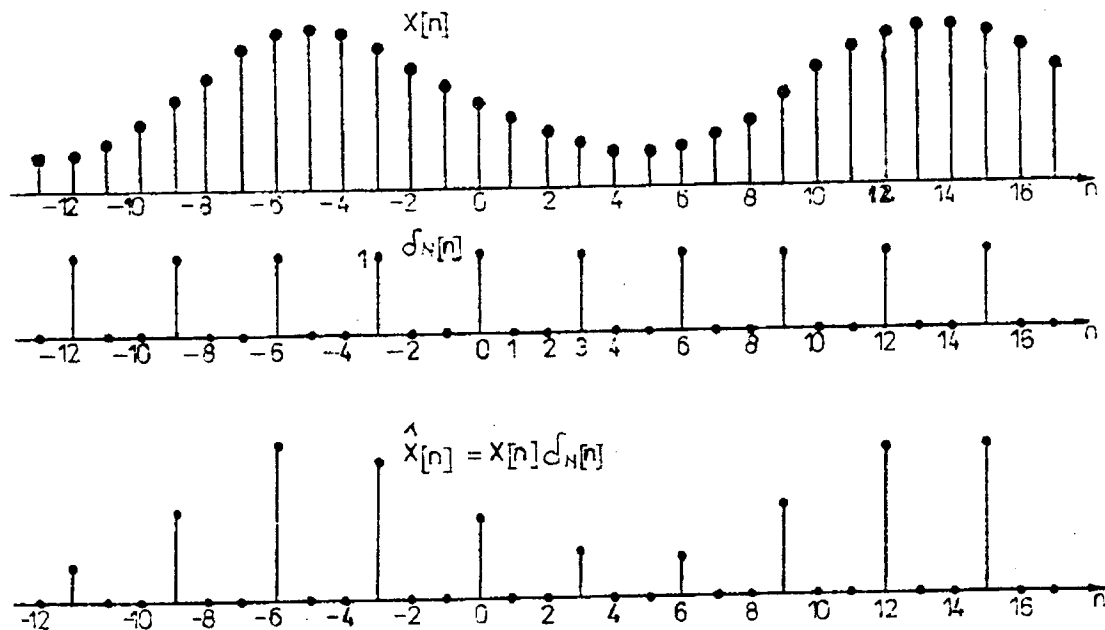 X[n]
-12 -10 -8 -6 -4 -2 0 2 4 6 8 10 12 14 16 n
1 δN[n]
-12 -10 -8 -6 -4 -2 0 1 2 3 4 6 8 10 12 14 16 n
x̂[n] = x[n]δN[n]
-12 -10 -8 -6 -4 -2 0 2 4 6 8 10 12 14 16 n